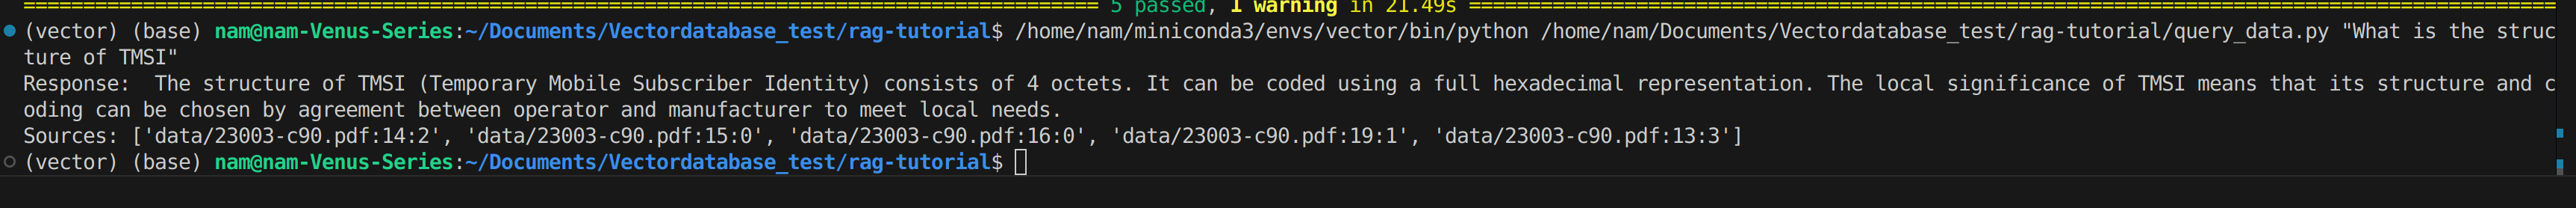 ======================================== 5 passed, 1 warning in 21.49s ========================================
(vector) (base) nam@nam-Venus-Series:~/Documents/Vectordatabase_test/rag-tutorial$ /home/nam/miniconda3/envs/vector/bin/python /home/nam/Documents/Vectordatabase_test/rag-tutorial/query_data.py "What is the struc
ture of TMSI"
Response:  The structure of TMSI (Temporary Mobile Subscriber Identity) consists of 4 octets. It can be coded using a full hexadecimal representation. The local significance of TMSI means that its structure and c
oding can be chosen by agreement between operator and manufacturer to meet local needs.
Sources: ['data/23003-c90.pdf:14:2', 'data/23003-c90.pdf:15:0', 'data/23003-c90.pdf:16:0', 'data/23003-c90.pdf:19:1', 'data/23003-c90.pdf:13:3']
(vector) (base) nam@nam-Venus-Series:~/Documents/Vectordatabase_test/rag-tutorial$